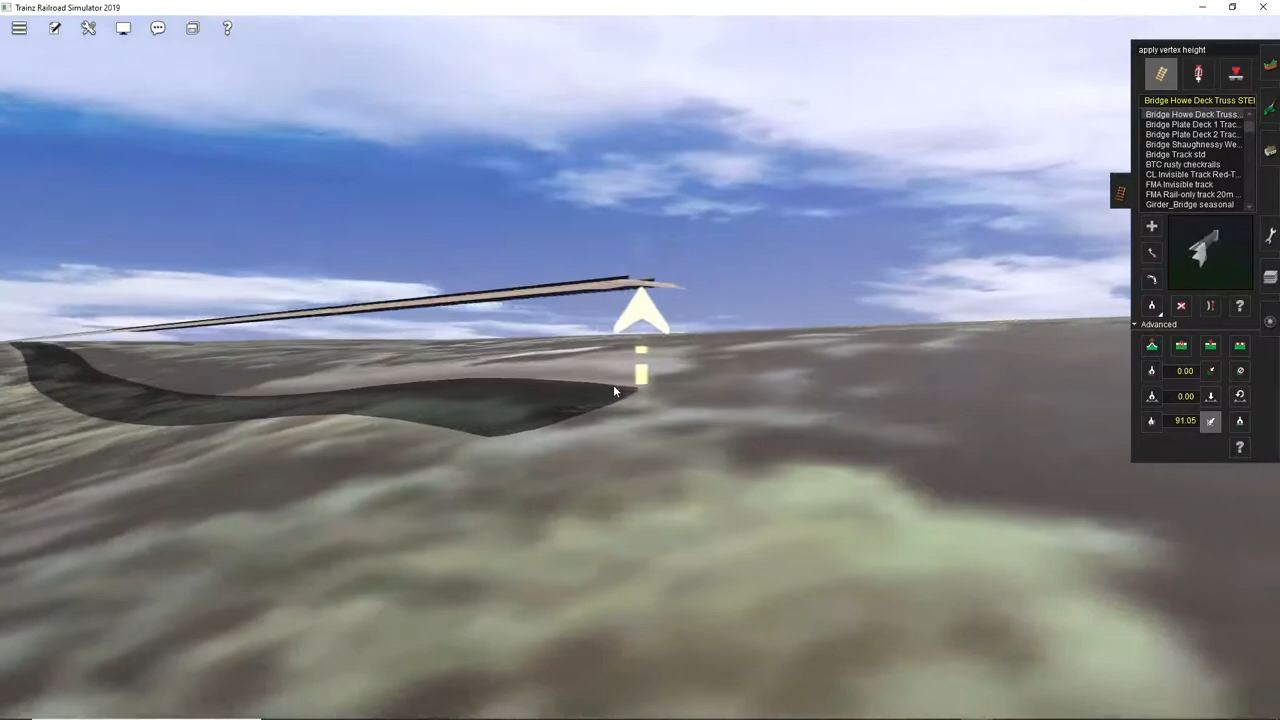 Trainz Railroad Simulator 2019
apply vertex height
Bridge Howe Deck Truss STEI
Bridge Howe Deck Truss...
Bridge Plate Deck 1 Trac...
Bridge Plate Deck 2 Trac...
Bridge Shaughnessy We...
Bridge Track std
BTC rusty checkrails
CL Invisible Track Red-T...
FMA Invisible track
FMA Rail-only track 20m ...
Girder_Bridge seasonal
Advanced
0.00
0.00
91.05